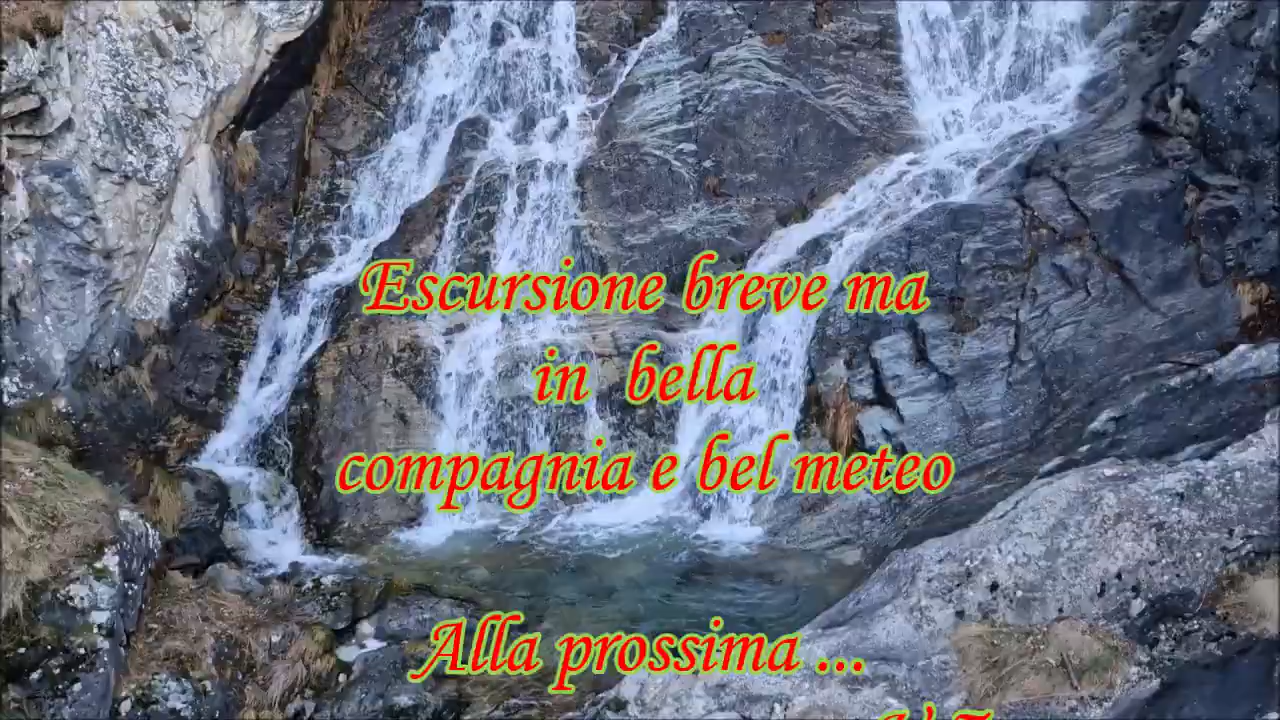 Escursione breve ma
in bella
compagnia e bel meteo
Alla prossima ...